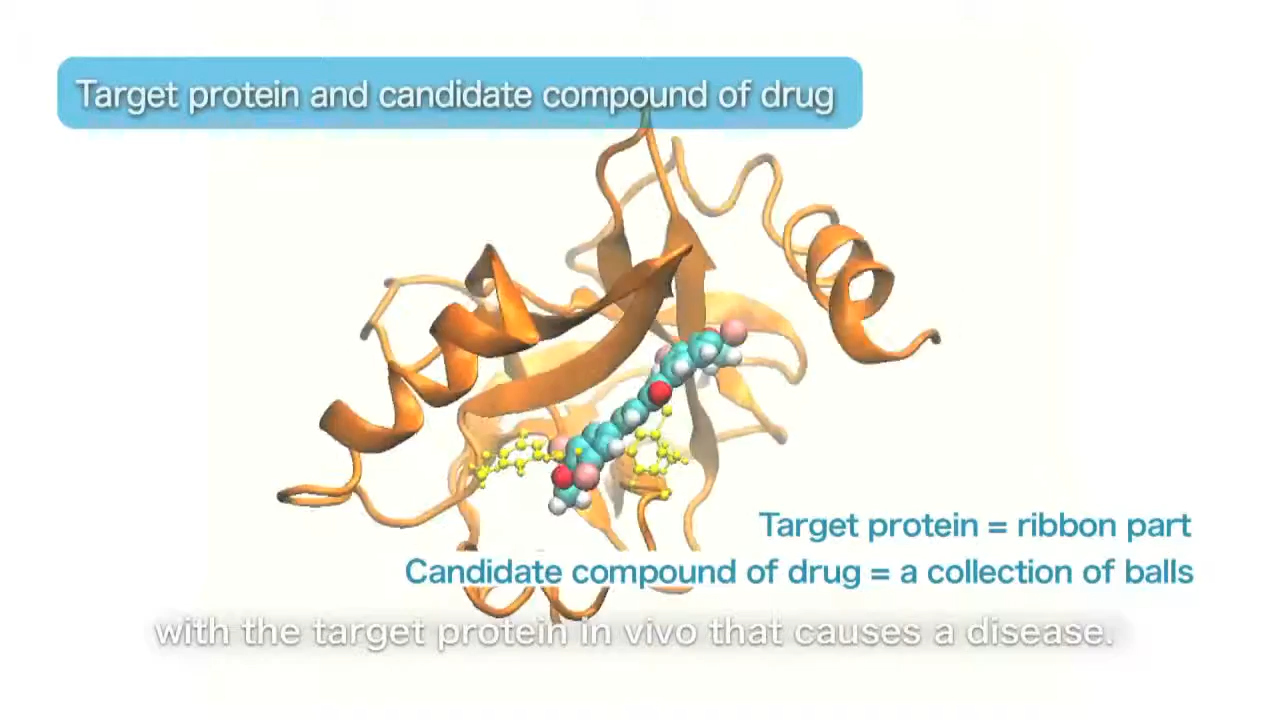 Target protein and candidate compound of drug
Target protein = ribbon part
Candidate compound of drug = a collection of balls
with the target protein in vivo that causes a disease.